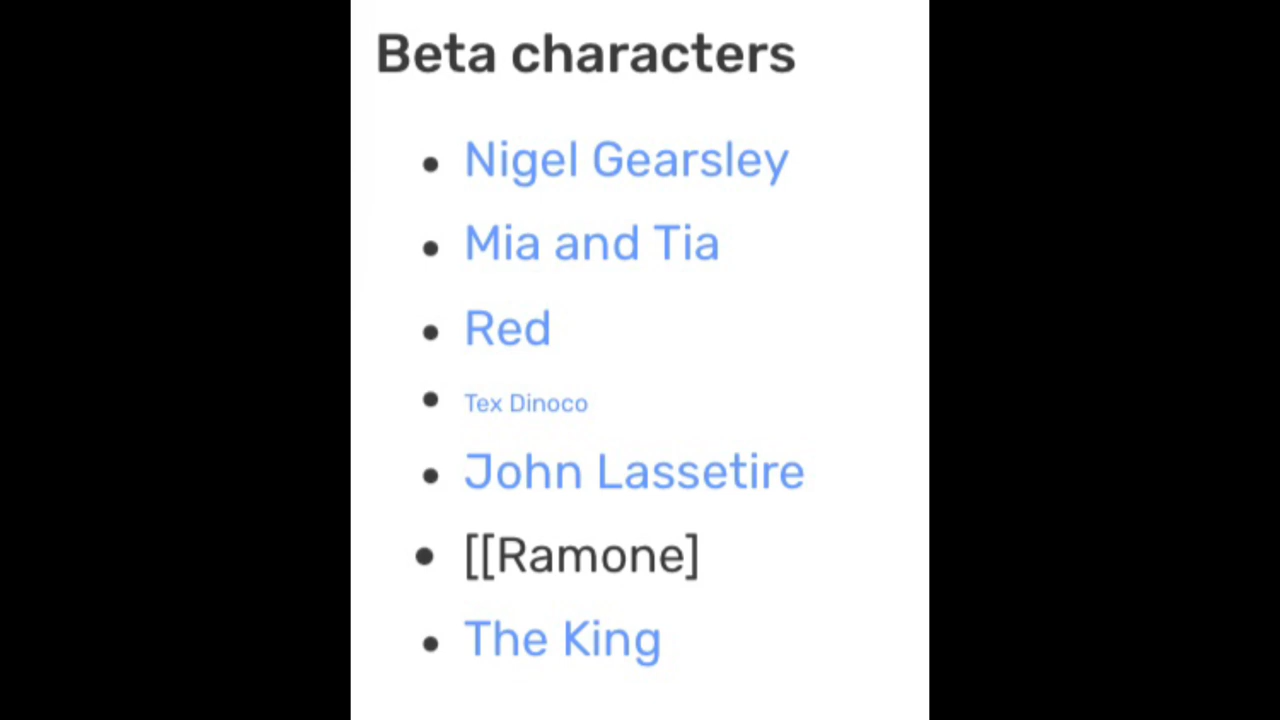 Beta characters
Nigel Gearsley
Mia and Tia
Red
Tex Dinoco
John Lassetire
[[Ramone]
The King